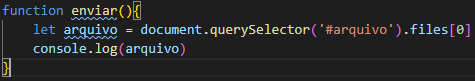 function enviar(){
    let arquivo = document.querySelector('#arquivo').files[0]
    console.log(arquivo)
}